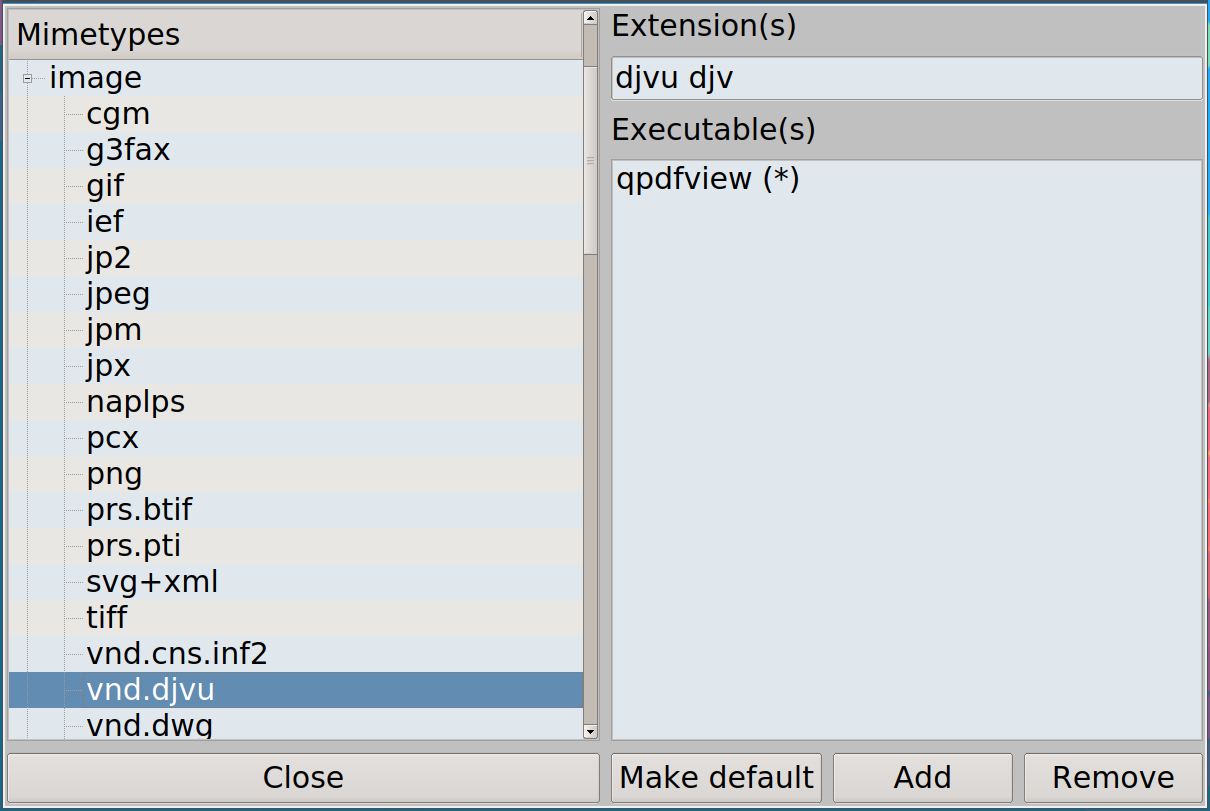 Mimetypes
image
cgm
g3fax
gif
ief
jp2
jpeg
jpm
jpx
naplps
pcx
png
prs.btif
prs.pti
svg+xml
tiff
vnd.cns.inf2
vnd.djvu
vnd.dwg
Close
Extension(s)
djvu djv
Executable(s)
qpdfview (*)
Make default
Add
Remove